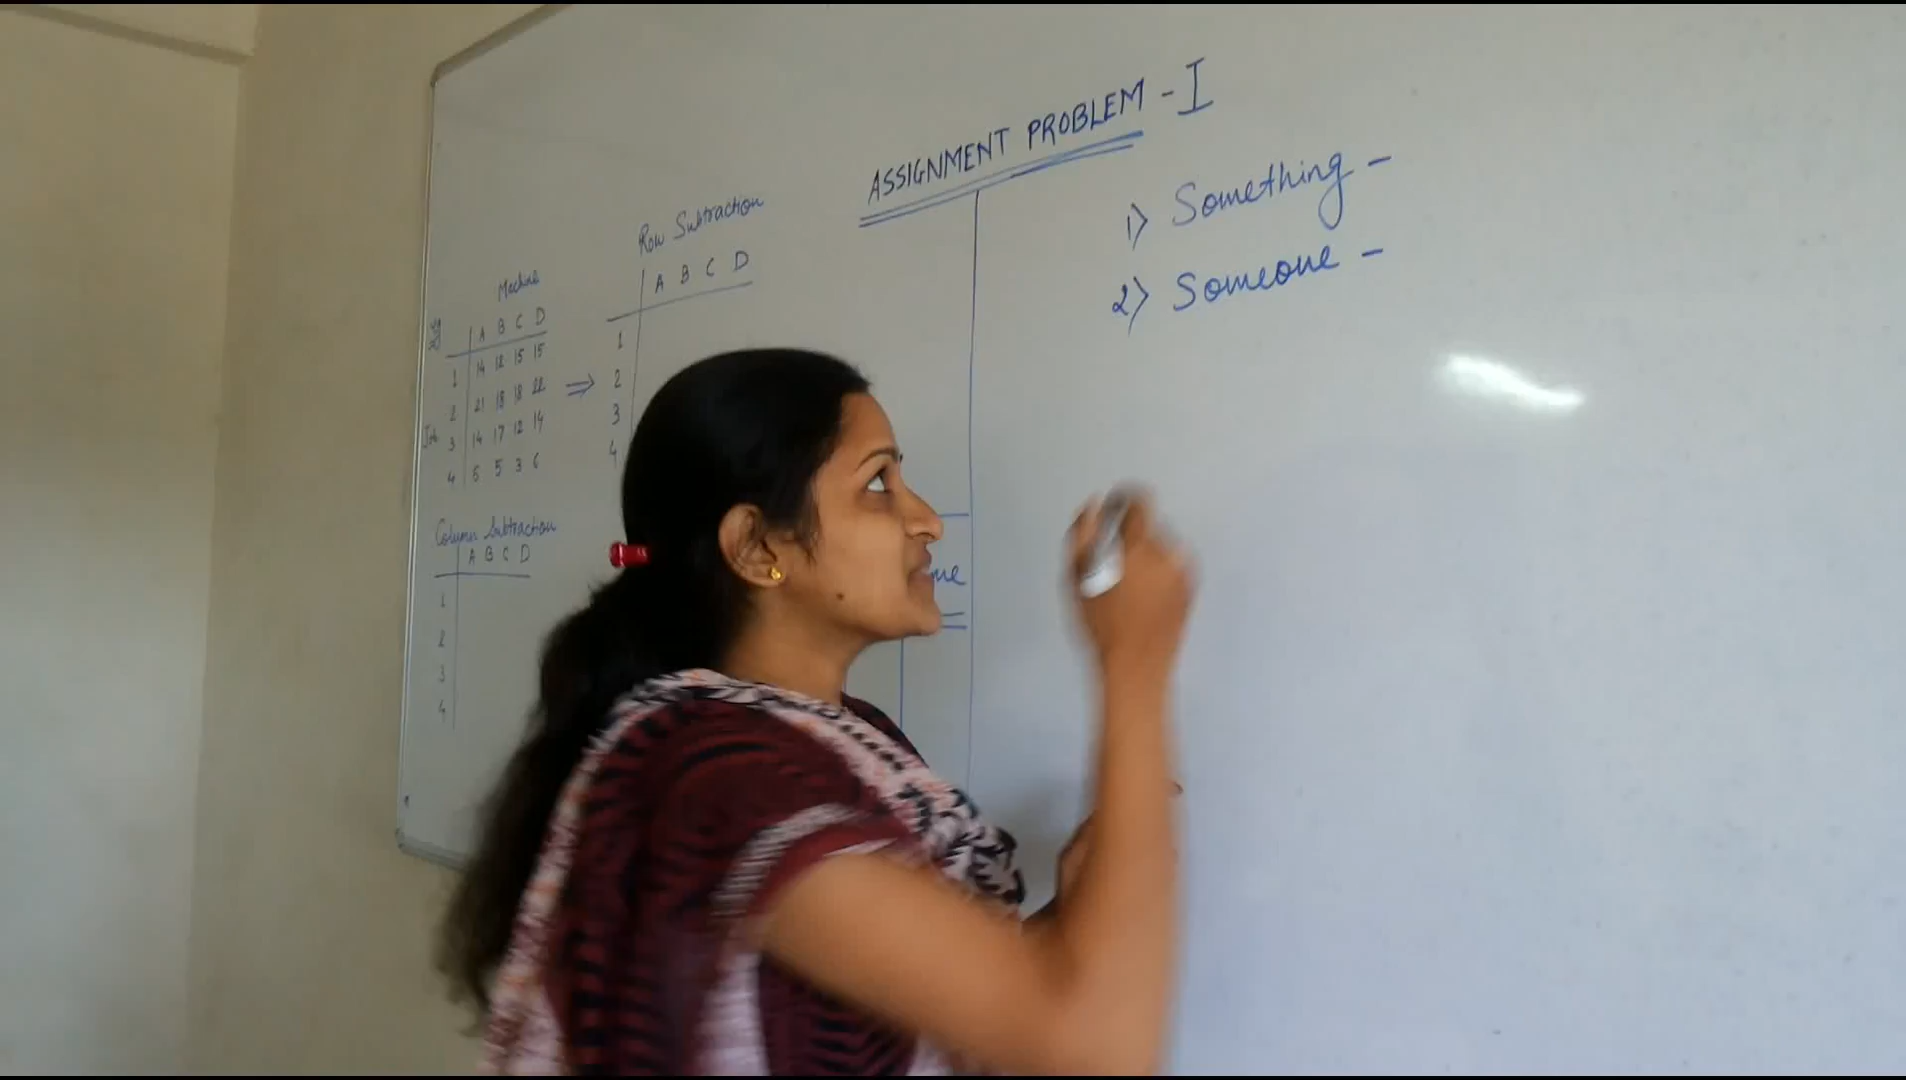 ASSIGNMENT PROBLEM - I
1) Something -
2) Someone -
Row Subtraction
A B C D
1
2
3
4
Machine
A B C D
1 14 12 15 15
2 21 18 18 22
Job 3 14 17 12 14
4 6 5 3 6
⇒
Column Subtraction
A B C D
1
2
3
4